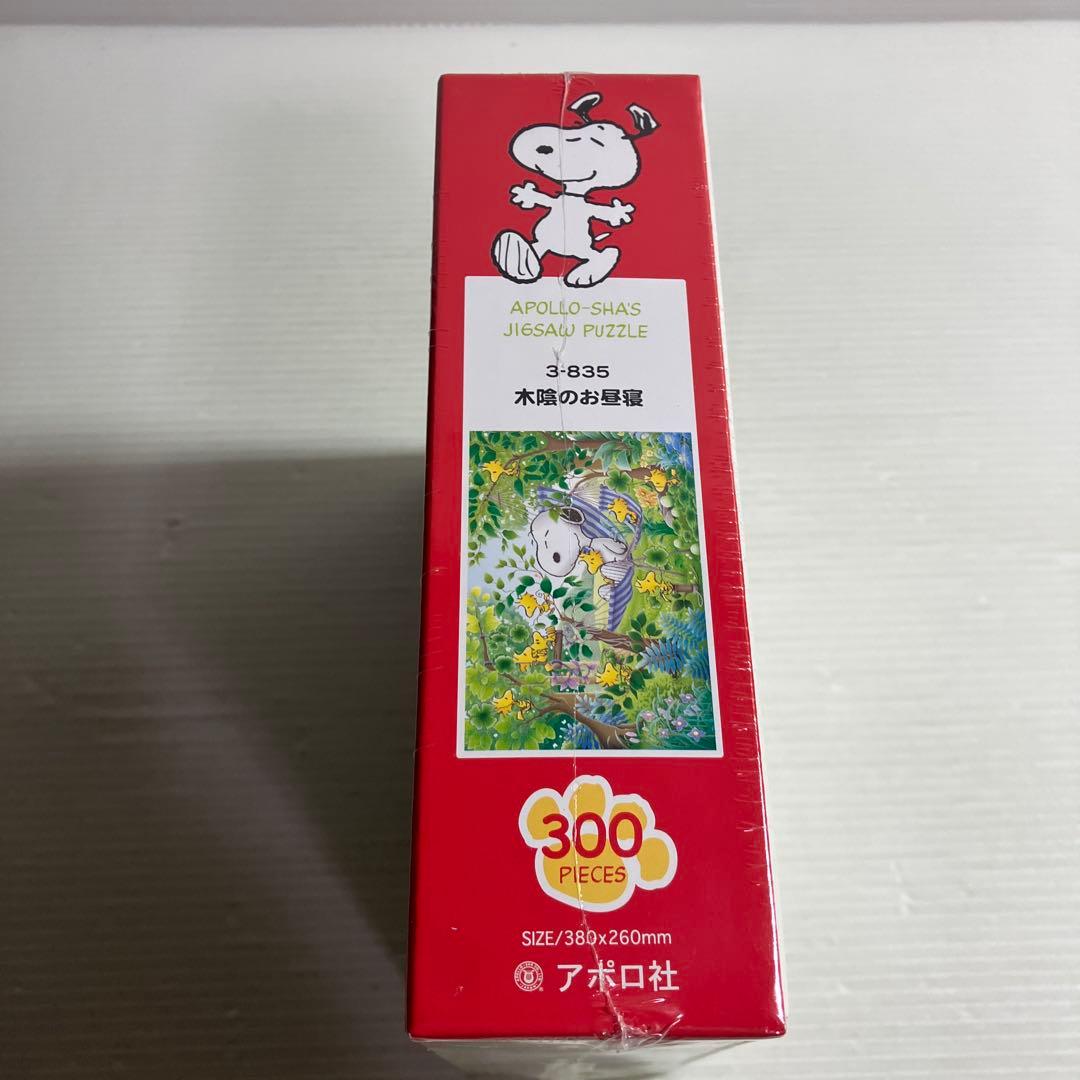 APOLLO-SHA'S
JIGSAW PUZZLE
3-835
木陰のお昼寝
300
PIECES
SIZE/380x260mm
アポロ社